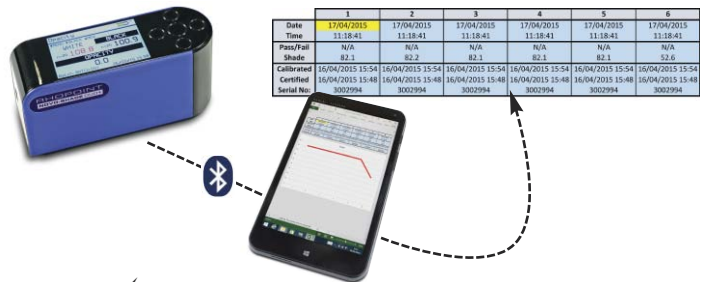 1 2 3 4 5 6
Date 17/04/2015 17/04/2015 17/04/2015 17/04/2015 17/04/2015 17/04/2015
Time 11:18:41 11:18:41 11:18:41 11:18:41 11:18:41 11:18:41
Pass/Fail N/A N/A N/A N/A N/A N/A
Shade 82.1 82.2 82.1 82.1 82.1 52.6
Calibrated 16/04/2015 15:54 16/04/2015 15:54 16/04/2015 15:54 16/04/2015 15:54 16/04/2015 15:54 16/04/2015 15:54
Certified 16/04/2015 15:48 16/04/2015 15:48 16/04/2015 15:48 16/04/2015 15:48 16/04/2015 15:48 16/04/2015 15:48
Serial No: 3002994 3002994 3002994 3002994 3002994 3002994
Opacity
WHITE BLACK
108.8 100.9
OPACITY
0.0
RHOPOINT
NOVO-SHADE